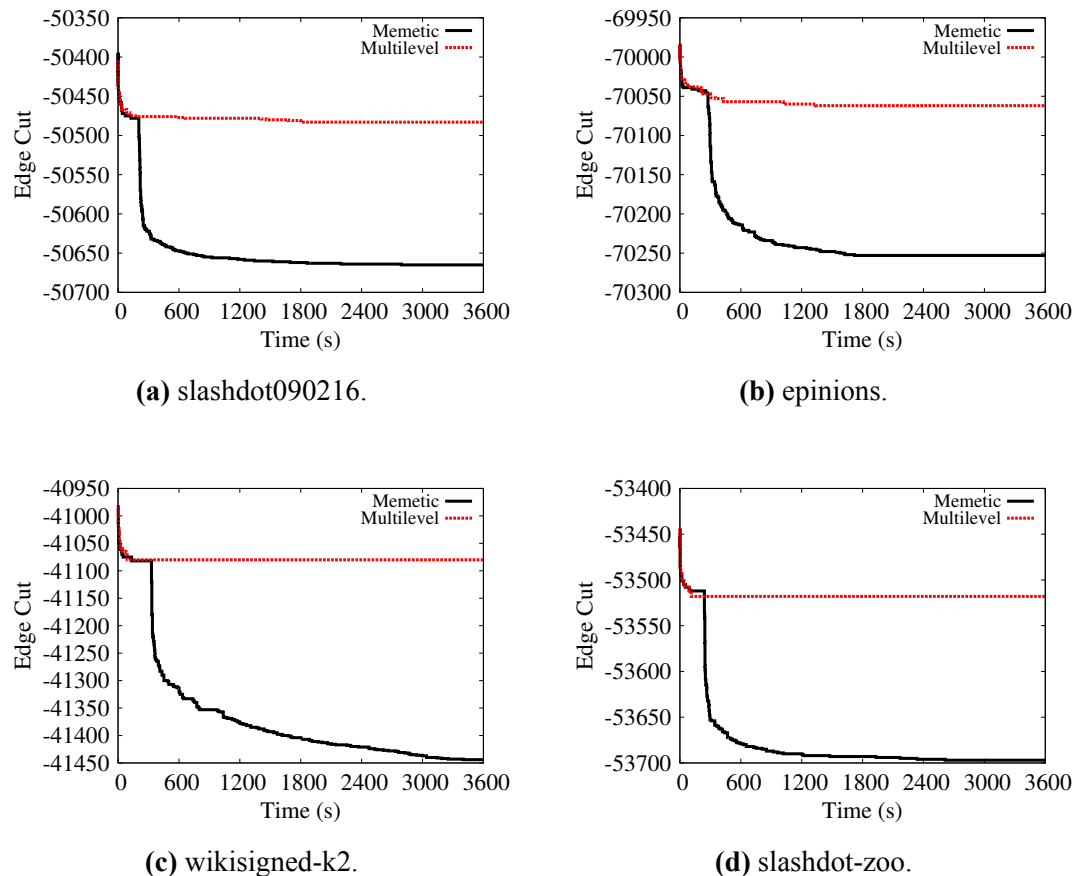 -50350
-50400
-50450
-50500
-50550
-50600
-50650
-50700
Edge Cut
Memetic
Multilevel
0 600 1200 1800 2400 3000 3600
Time (s)
(a) slashdot090216.
-69950
-70000
-70050
-70100
-70150
-70200
-70250
-70300
Edge Cut
Memetic
Multilevel
0 600 1200 1800 2400 3000 3600
Time (s)
(b) epinions.
-40950
-41000
-41050
-41100
-41150
-41200
-41250
-41300
-41350
-41400
-41450
Edge Cut
Memetic
Multilevel
0 600 1200 1800 2400 3000 3600
Time (s)
(c) wikisigned-k2.
-53400
-53450
-53500
-53550
-53600
-53650
-53700
Edge Cut
Memetic
Multilevel
0 600 1200 1800 2400 3000 3600
Time (s)
(d) slashdot-zoo.